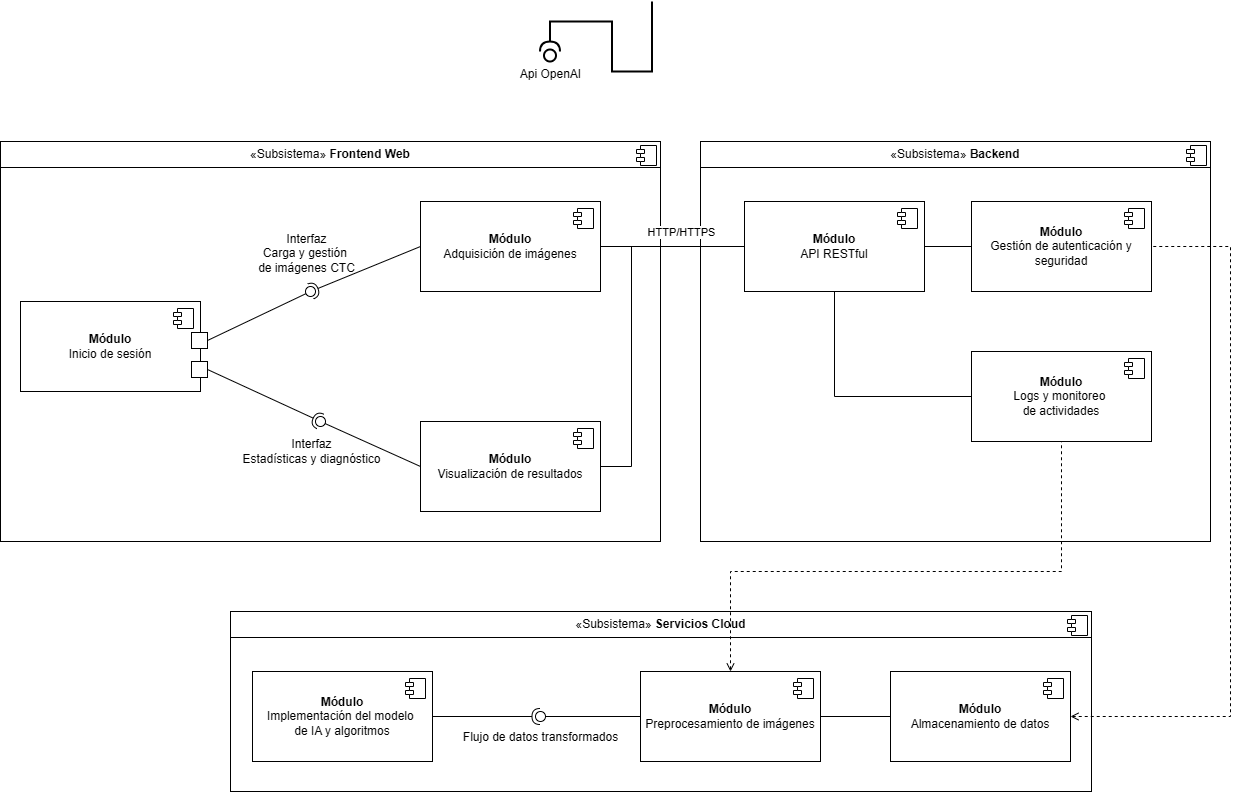 Api OpenAI
«Subsistema» Frontend Web
«Subsistema» Backend
Interfaz
Carga y gestión
de imágenes CTC
Módulo
Adquisición de imágenes
HTTP/HTTPS
Módulo
API RESTful
Módulo
Gestión de autenticación y
seguridad
Módulo
Inicio de sesión
Interfaz
Estadísticas y diagnóstico
Módulo
Visualización de resultados
Módulo
Logs y monitoreo
de actividades
«Subsistema» Servicios Cloud
Módulo
Implementación del modelo
de IA y algoritmos
Flujo de datos transformados
Módulo
Preprocesamiento de imágenes
Módulo
Almacenamiento de datos